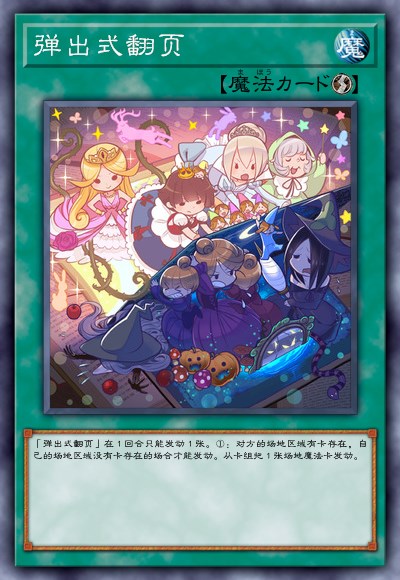 弹出式翻页
魔
【魔法カード】
まほう
「弹出式翻页」在1回合只能发动1张。①：对方的场地区域有卡存在，自
己的场地区域没有卡存在的场合才能发动。从卡组把1张场地魔法卡发动。